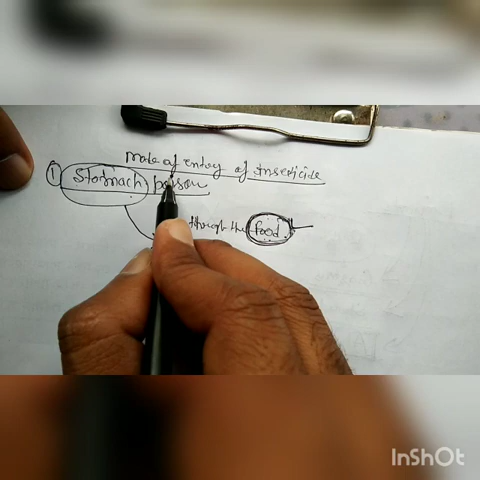 mode of entry of insecticide
① Stomach poison
through the food
InShOt